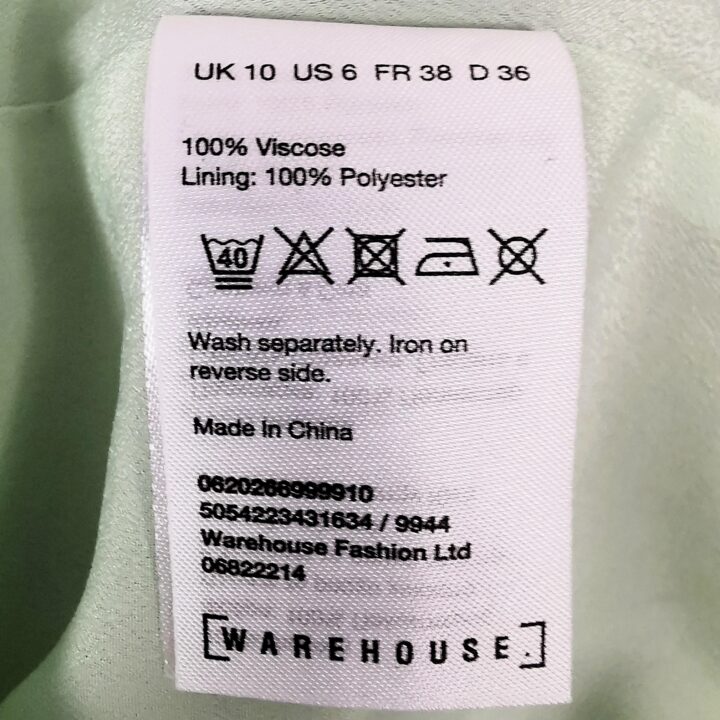 UK 10 US 6 FR 38 D 36
100% Viscose
Lining: 100% Polyester
40
Wash separately. Iron on
reverse side.
Made In China
0620266999910
5054223431634 / 9944
Warehouse Fashion Ltd
06822214
WAREHOUSE.